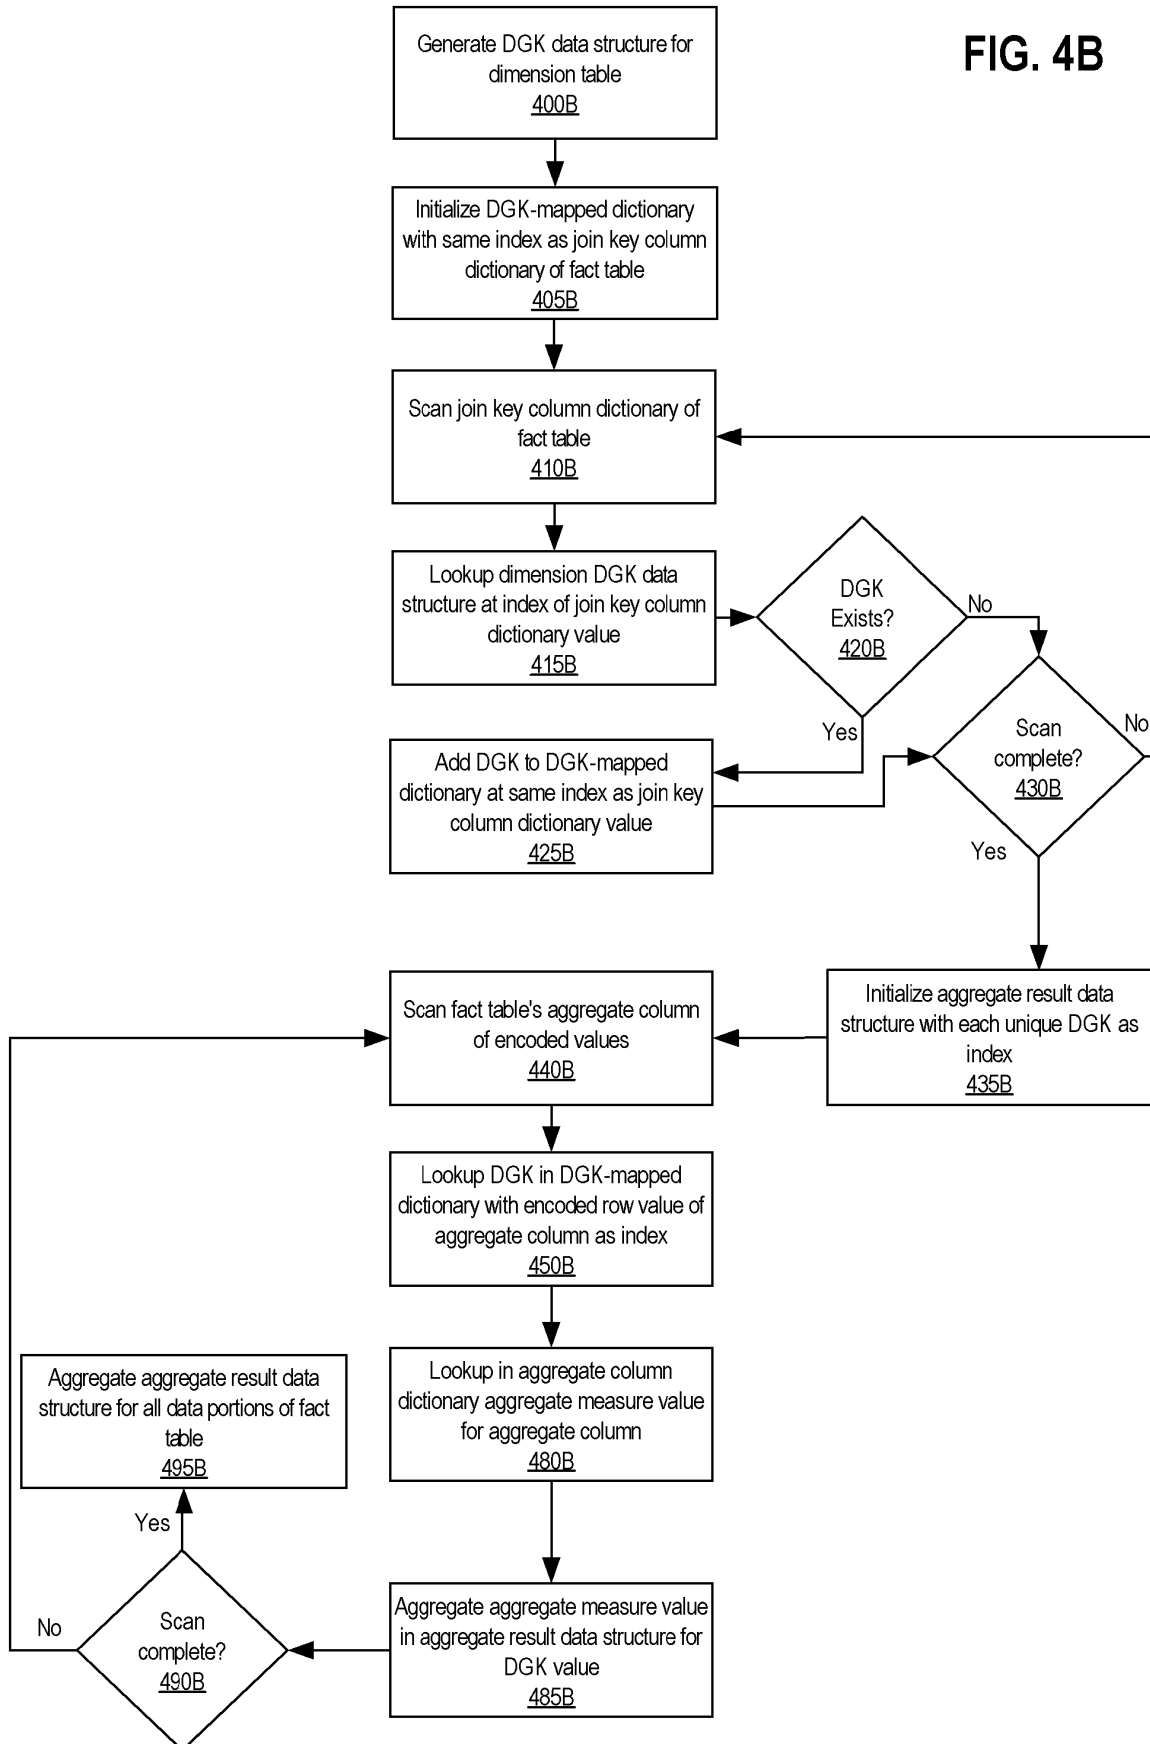 FIG. 4B
Generate DGK data structure for
dimension table
400B
Initialize DGK-mapped dictionary
with same index as join key column
dictionary of fact table
405B
Scan join key column dictionary of
fact table
410B
Lookup dimension DGK data
structure at index of join key column
dictionary value
415B
DGK
Exists?
420B
No
Yes
Add DGK to DGK-mapped
dictionary at same index as join key
column dictionary value
425B
Scan
complete?
430B
No
Yes
Initialize aggregate result data
structure with each unique DGK as
index
435B
Scan fact table's aggregate column
of encoded values
440B
Lookup DGK in DGK-mapped
dictionary with encoded row value of
aggregate column as index
450B
Lookup in aggregate column
dictionary aggregate measure value
for aggregate column
480B
Aggregate aggregate measure value
in aggregate result data structure for
DGK value
485B
Scan
complete?
490B
No
Yes
Aggregate aggregate result data
structure for all data portions of fact
table
495B